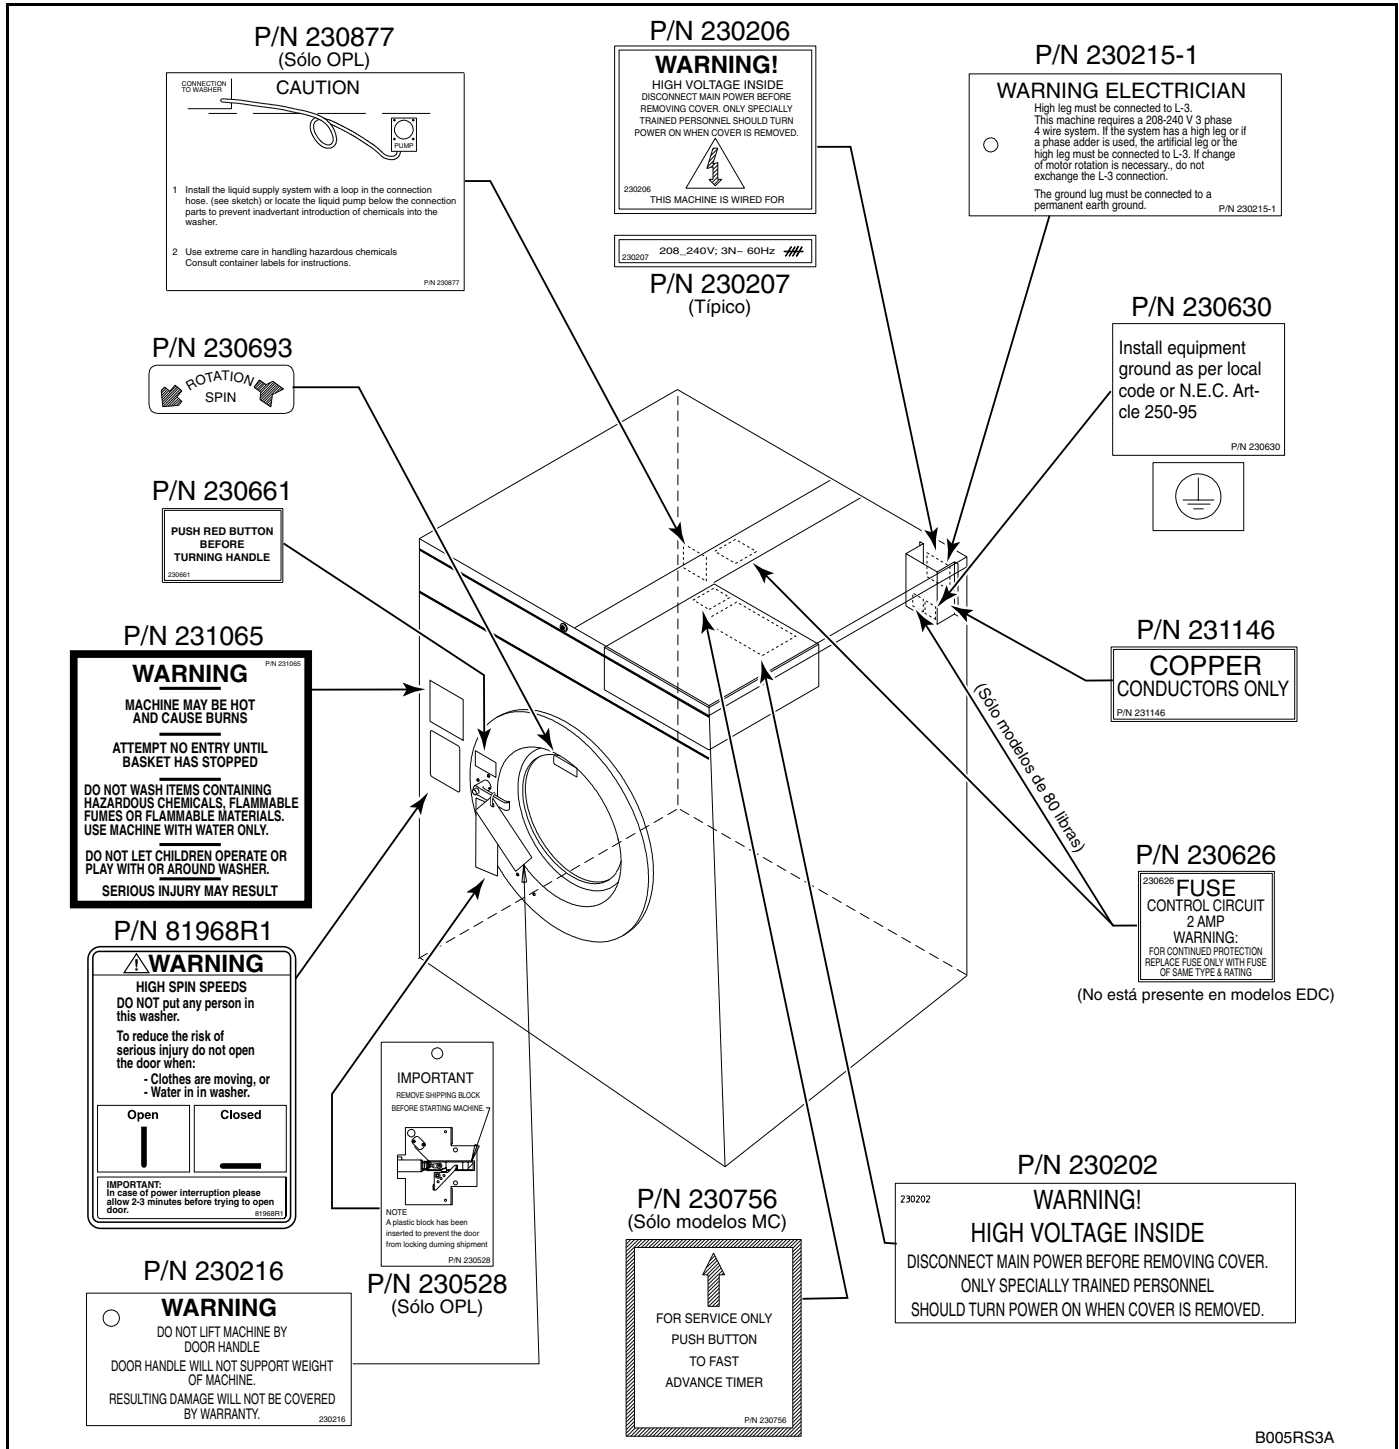 P/N 230877
(Sólo OPL)
CONNECTION
TO WASHER
CAUTION
PUMP
1 Install the liquid supply system with a loop in the connection
hose. (see sketch) or locate the liquid pump below the connection
parts to prevent inadvertant introduction of chemicals into the
washer.
2 Use extreme care in handling hazardous chemicals
Consult container labels for instructions.
P/N 230877
P/N 230206
WARNING!
HIGH VOLTAGE INSIDE
DISCONNECT MAIN POWER BEFORE
REMOVING COVER. ONLY SPECIALLY
TRAINED PERSONNEL SHOULD TURN
POWER ON WHEN COVER IS REMOVED.
230206
THIS MACHINE IS WIRED FOR
230207 208_240V; 3N~ 60Hz
P/N 230207
(Típico)
P/N 230215-1
WARNING ELECTRICIAN
High leg must be connected to L-3.
This machine requires a 208-240 V 3 phase
4 wire system. If the system has a high leg or if
a phase adder is used, the artificial leg or the
high leg must be connected to L-3. If change
of motor rotation is necessary., do not
exchange the L-3 connection.
The ground lug must be connected to a
permanent earth ground.
P/N 230215-1
P/N 230630
Install equipment
ground as per local
code or N.E.C. Art-
cle 250-95
P/N 230630
P/N 230693
ROTATION
SPIN
P/N 230661
PUSH RED BUTTON
BEFORE
TURNING HANDLE
230661
P/N 231065
P/N 231065
WARNING
MACHINE MAY BE HOT
AND CAUSE BURNS
ATTEMPT NO ENTRY UNTIL
BASKET HAS STOPPED
DO NOT WASH ITEMS CONTAINING
HAZARDOUS CHEMICALS, FLAMMABLE
FUMES OR FLAMMABLE MATERIALS.
USE MACHINE WITH WATER ONLY.
DO NOT LET CHILDREN OPERATE OR
PLAY WITH OR AROUND WASHER.
SERIOUS INJURY MAY RESULT
P/N 231146
COPPER
CONDUCTORS ONLY
P/N 231146
(Sólo modelos de 80 libras)
P/N 230626
230626
FUSE
CONTROL CIRCUIT
2 AMP
WARNING:
FOR CONTINUED PROTECTION
REPLACE FUSE ONLY WITH FUSE
OF SAME TYPE & RATING
(No está presente en modelos EDC)
P/N 81968R1
WARNING
HIGH SPIN SPEEDS
DO NOT put any person in
this washer.
To reduce the risk of
serious injury do not open
the door when:
- Clothes are moving, or
- Water in in washer.
Open Closed
IMPORTANT:
In case of power interruption please
allow 2-3 minutes before trying to open
door.
81968R1
IMPORTANT
REMOVE SHIPPING BLOCK
BEFORE STARTING MACHINE.
NOTE
A plastic block has been
inserted to prevent the door
from locking durning shipment
P/N 230528
P/N 230528
(Sólo OPL)
P/N 230216
WARNING
DO NOT LIFT MACHINE BY
DOOR HANDLE
DOOR HANDLE WILL NOT SUPPORT WEIGHT
OF MACHINE.
RESULTING DAMAGE WILL NOT BE COVERED
BY WARRANTY.
230216
P/N 230756
(Sólo modelos MC)
FOR SERVICE ONLY
PUSH BUTTON
TO FAST
ADVANCE TIMER
P/N 230756
P/N 230202
230202
WARNING!
HIGH VOLTAGE INSIDE
DISCONNECT MAIN POWER BEFORE REMOVING COVER.
ONLY SPECIALLY TRAINED PERSONNEL
SHOULD TURN POWER ON WHEN COVER IS REMOVED.
B005RS3A